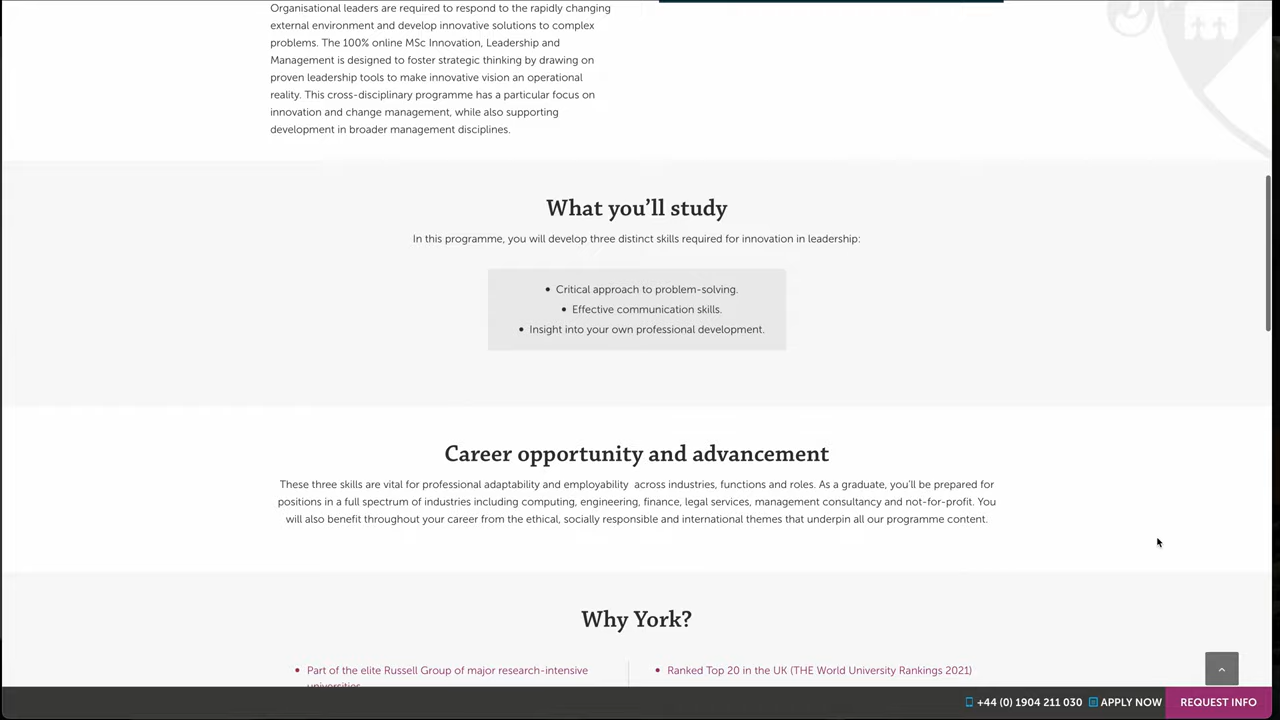 Organisational leaders are required to respond to the rapidly changing
external environment and develop innovative solutions to complex
problems. The 100% online MSc Innovation, Leadership and
Management is designed to foster strategic thinking by drawing on
proven leadership tools to make innovative vision an operational
reality. This cross-disciplinary programme has a particular focus on
innovation and change management, while also supporting
development in broader management disciplines.
What you’ll study
In this programme, you will develop three distinct skills required for innovation in leadership:
• Critical approach to problem-solving.
• Effective communication skills.
• Insight into your own professional development.
Career opportunity and advancement
These three skills are vital for professional adaptability and employability across industries, functions and roles. As a graduate, you’ll be prepared for
positions in a full spectrum of industries including computing, engineering, finance, legal services, management consultancy and not-for-profit. You
will also benefit throughout your career from the ethical, socially responsible and international themes that underpin all our programme content.
Why York?
• Part of the elite Russell Group of major research-intensive
universities
• Ranked Top 20 in the UK (THE World University Rankings 2021)
+44 (0) 1904 211 030 APPLY NOW REQUEST INFO